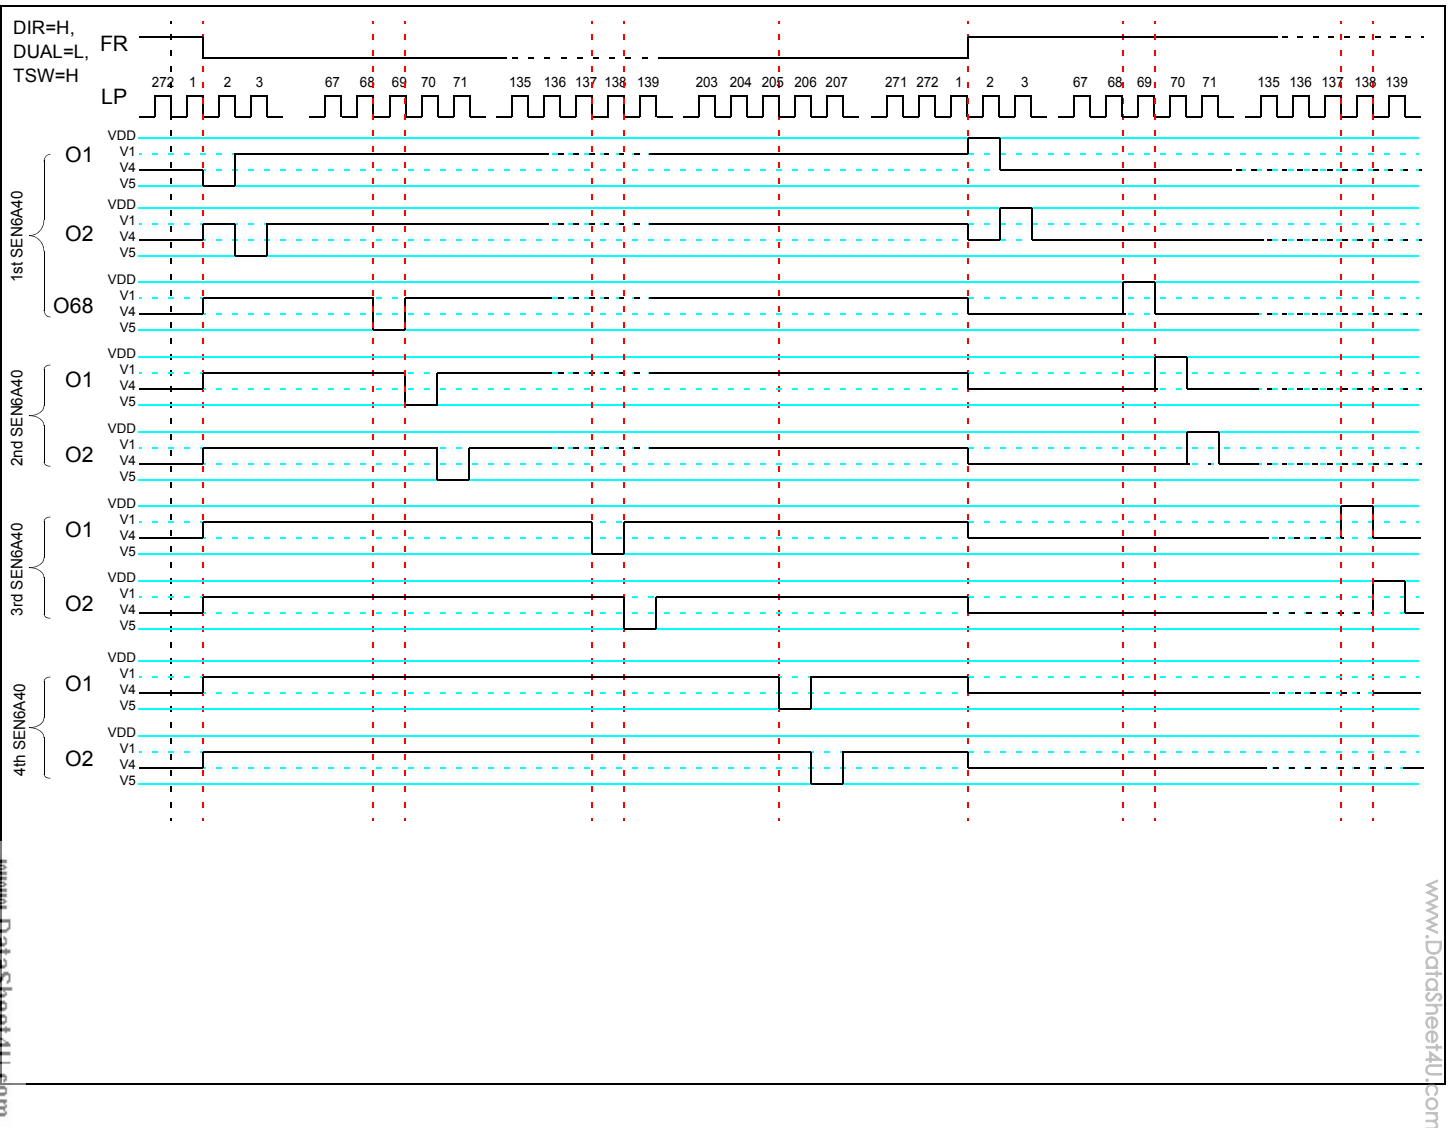 DIR=H,
DUAL=L,
TSW=H
FR
LP
272 1 2 3 67 68 69 70 71 135 136 137 138 139 203 204 205 206 207 271 272 1 2 3 67 68 69 70 71 135 136 137 138 139
1st SEN6A40
O1
VDD
V1
V4
V5
O2
VDD
V1
V4
V5
O68
VDD
V1
V4
V5
2nd SEN6A40
O1
VDD
V1
V4
V5
O2
VDD
V1
V4
V5
3rd SEN6A40
O1
VDD
V1
V4
V5
O2
VDD
V1
V4
V5
4th SEN6A40
O1
VDD
V1
V4
V5
O2
VDD
V1
V4
V5
www.DataSheet4U.com
www.DataSheet4U.com